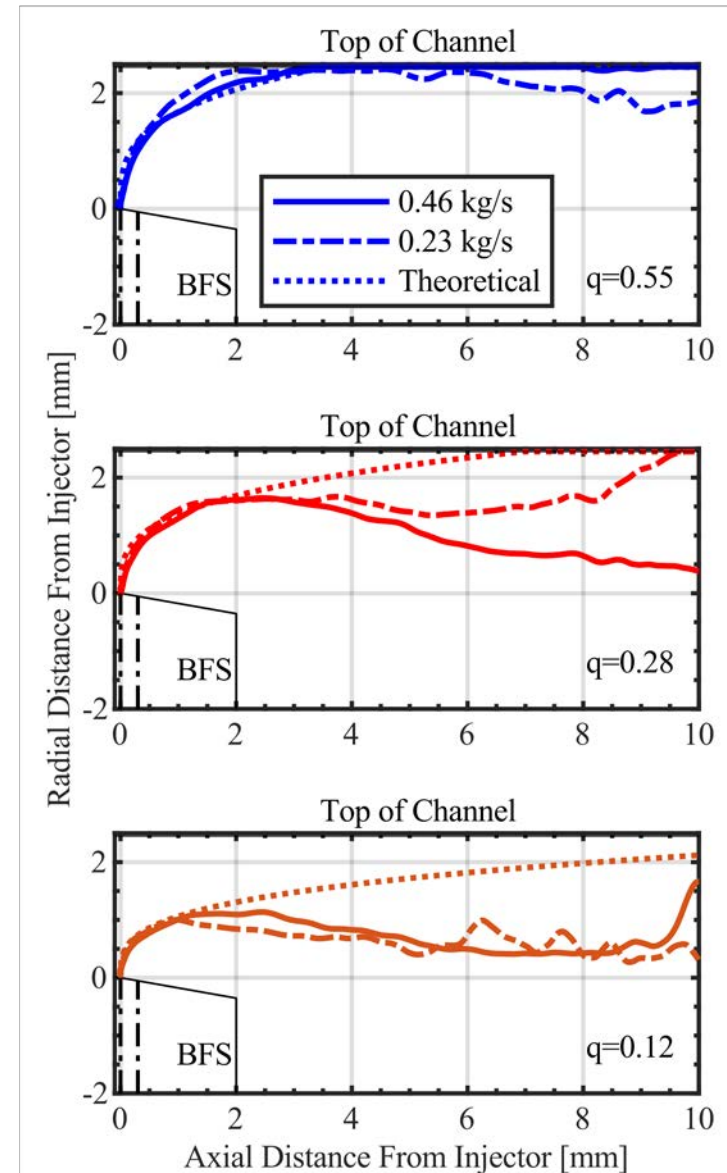 Top of Channel
2
0
-2
0.46 kg/s
0.23 kg/s
Theoretical
BFS
q=0.55
0 2 4 6 8 10
Top of Channel
2
0
-2
BFS
q=0.28
0 2 4 6 8 10
Radial Distance From Injector [mm]
Top of Channel
2
0
-2
BFS
q=0.12
0 2 4 6 8 10
Axial Distance From Injector [mm]